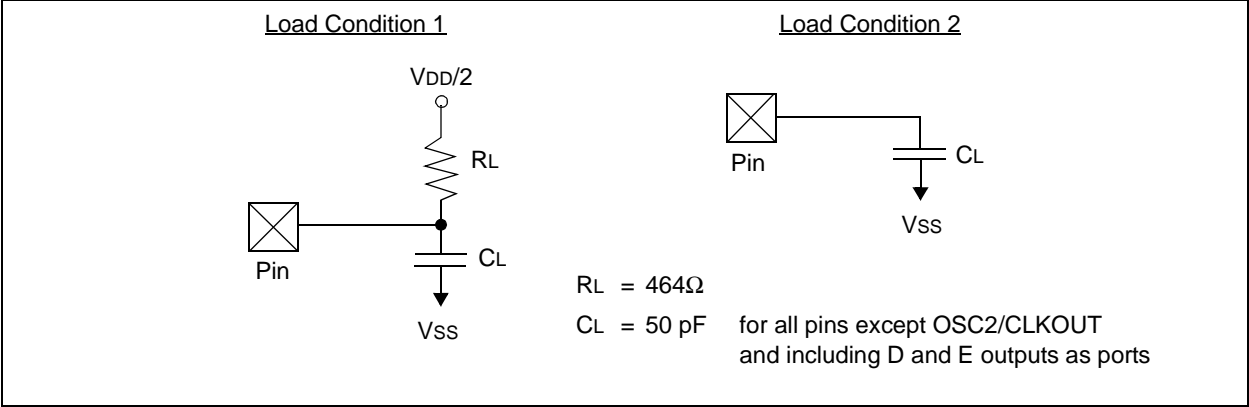 Load Condition 1
VDD/2
RL
Pin
CL
VSS
Load Condition 2
Pin
CL
VSS
RL = 464Ω
CL = 50 pF for all pins except OSC2/CLKOUT
and including D and E outputs as ports